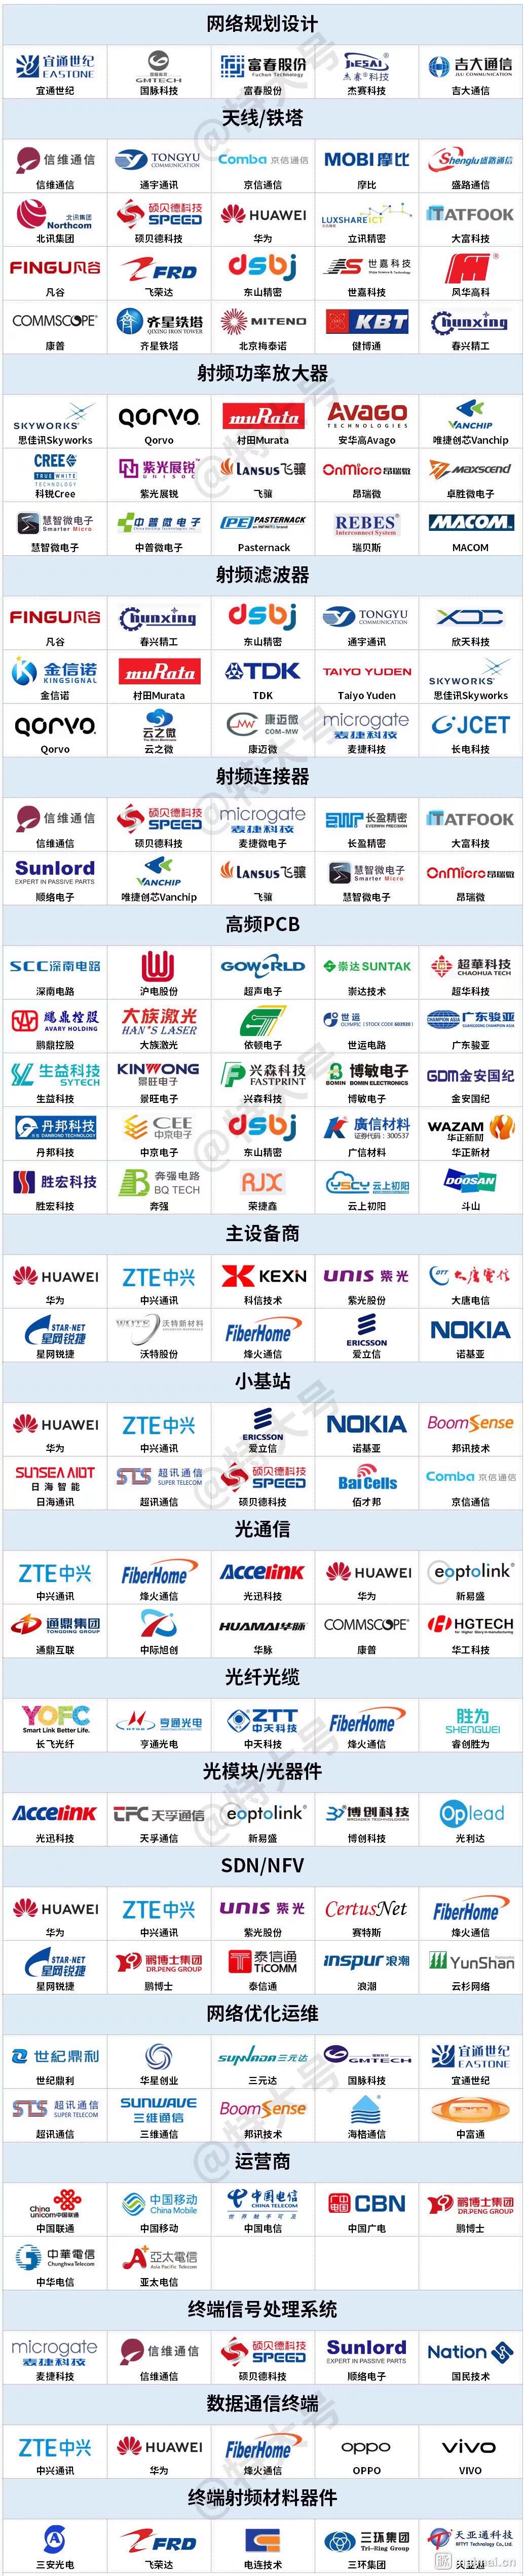 网络规划设计
宜通世纪 EASTONE GMTECH 富春股份 Fuchun Technology JIESAI 杰赛科技 吉大通信 JLU COMMUNICATION
宜通世纪 国脉科技 富春股份 杰赛科技 吉大通信
天线/铁塔
信维通信 TONGYU COMMUNICATION Comba 京信通信 MOBI 摩比 Shenglu 盛路通信
信维通信 通宇通讯 京信通信 摩比 盛路通信
北讯集团 Northcom 硕贝德科技 SPEED HUAWEI LUXSHARE ICT TATFOOK
北讯集团 硕贝德科技 华为 立讯精密 大富科技
FINGU 凡谷 FRD dsbj 世嘉科技 ®
凡谷 飞荣达 东山精密 世嘉科技 风华高科
COMMSCOPE® 齐星铁塔 QIXING IRON TOWER MITENO KBT Chunxing
康普 齐星铁塔 北京梅泰诺 健博通 春兴精工
射频功率放大器
SKYWORKS QORVO muRata AVAGO TECHNOLOGIES VANCHIP
思佳讯Skyworks Qorvo 村田Murata 安华高Avago 唯捷创芯Vanchip
CREE TRUE WHITE TECHNOLOGY 紫光展锐 UNISOC LANSUS飞骧 OnMicro 昂瑞微 MAXSCEND
科锐Cree 紫光展锐 飞骧 昂瑞微 卓胜微电子
慧智微电子 Smarter Micro 中普微电子 PE PASTERNACK REBES Interconnect System MACOM
慧智微电子 中普微电子 Pasternack 瑞贝斯 MACOM
射频滤波器
FINGU 凡谷 Chunxing dsbj TONGYU COMMUNICATION XDC
凡谷 春兴精工 东山精密 通宇通讯 欣天科技
金信诺 KINGSIGNAL muRata TDK TAIYO YUDEN SKYWORKS
金信诺 村田Murata TDK Taiyo Yuden 思佳讯Skyworks
QORVO 云之微 康迈微 COM-MW microgate 麦捷科技 JCET
Qorvo 云之微 康迈微 麦捷科技 长电科技
射频连接器
信维通信 硕贝德科技 SPEED microgate 麦捷科技 EWP 长盈精密 EVERWIN PRECISION TATFOOK
信维通信 硕贝德科技 麦捷微电子 长盈精密 大富科技
Sunlord EXPERT IN PASSIVE PARTS VANCHIP LANSUS飞骧 慧智微电子 Smarter Micro OnMicro 昂瑞微
顺络电子 唯捷创芯Vanchip 飞骧 慧智微电子 昂瑞微
高频PCB
SCC 深南电路 GOWORLD 崇达 SUNTAK 超華科技 CHAOHUA TECH
深南电路 沪电股份 超声电子 崇达技术 超华科技
鵬鼎控股 AVARY HOLDING 大族激光 HAN'S LASER 世运 OLYMPIC (STOCK CODE 603920) CHAMPION ASIA 广东骏亚 GUANGDONG CHAMPION ASIA
鹏鼎控股 大族激光 依顿电子 世运电路 广东骏亚
生益科技 SYTECH KINWONG 景旺电子 兴森科技 FASTPRINT 博敏电子 BOMIN BOMIN ELECTRONICS GDM 金安国纪
生益科技 景旺电子 兴森科技 博敏电子 金安国纪
丹邦科技 DANBOND TECHNOLOGY CEE 中京电子 dsbj 廣信材料 证券代码: 300537 WAZAM 华正新材
丹邦科技 中京电子 东山精密 广信材料 华正新材
胜宏科技 奔强电路 BQ TECH RJX YSCY 云上初阳 DOOSAN
胜宏科技 奔强 荣捷鑫 云上初阳 斗山
主设备商
HUAWEI ZTE中兴 KEXIN UNIS 紫光 DTT 大唐电信
华为 中兴通讯 科信技术 紫光股份 大唐电信
STAR-NET 星网锐捷 WOTE 沃特新材料 FiberHome ERICSSON NOKIA
星网锐捷 沃特股份 烽火通信 爱立信 诺基亚
小基站
HUAWEI ZTE中兴 ERICSSON NOKIA BoomSense
华为 中兴通讯 爱立信 诺基亚 邦讯技术
SUNSEA AIOT 日海智能 STS 超讯通信 SUPER TELECOM 硕贝德科技 SPEED BaiCells Comba 京信通信
日海通讯 超讯通信 硕贝德科技 佰才邦 京信通信
光通信
ZTE中兴 FiberHome Accelink HUAWEI eoptolink®
中兴通讯 烽火通信 光迅科技 华为 新易盛
通鼎集团 TONGDING GROUP HUAMAI华脉 COMMSCOPE® HGTECH
通鼎互联 中际旭创 华脉 康普 华工科技
光纤光缆
YOFC Smart Link Better Life. 亨通光电 ZTT 中天科技 FiberHome 胜为 SHENGWEI
长飞光纤 亨通光电 中天科技 烽火通信 睿创胜为
光模块/光器件
Accelink TFC 天孚通信 eoptolink® 博创科技 BROADEX TECHNOLOGIES Oplead
光迅科技 天孚通信 新易盛 博创科技 光利达
SDN/NFV
HUAWEI ZTE中兴 UNIS 紫光 CertusNet FiberHome
华为 中兴通讯 紫光股份 赛特斯 烽火通信
STAR-NET 星网锐捷 鹏博士集团 DR.PENG GROUP 泰信通 TICOMM inspur 浪潮 YunShan
星网锐捷 鹏博士 泰信通 浪潮 云杉网络
网络优化运维
世紀鼎利 SUNNADA 三元达 GMTECH 宜通世纪 EASTONE
世纪鼎利 华星创业 三元达 国脉科技 宜通世纪
STS 超讯通信 SUPER TELECOM SUNWAVE 三维通信 BoomSense
超讯通信 三维通信 邦讯技术 海格通信 中富通
运营商
China unicom中国联通 中国移动 China Mobile 中国电信 CHINA TELECOM 世界触手可及 CBN 鹏博士集团 DR.PENG GROUP
中国联通 中国移动 中国电信 中国广电 鹏博士
中華電信 Chunghwa Telecom 亞太電信 Asia Pacific Telecom
中华电信 亚太电信
终端信号处理系统
microgate 麦捷科技 信维通信 硕贝德科技 SPEED Sunlord EXPERT IN PASSIVE PARTS Nation
麦捷科技 信维通信 硕贝德科技 顺络电子 国民技术
数据通信终端
ZTE中兴 HUAWEI FiberHome oppo vivo
中兴通讯 华为 烽火通信 OPPO VIVO
终端射频材料器件
FRD 三环集团 Tri-Ring Group 天亚通科技 RFTYT Technology Co., Ltd.
三安光电 飞荣达 电连技术 三环集团
@特大号